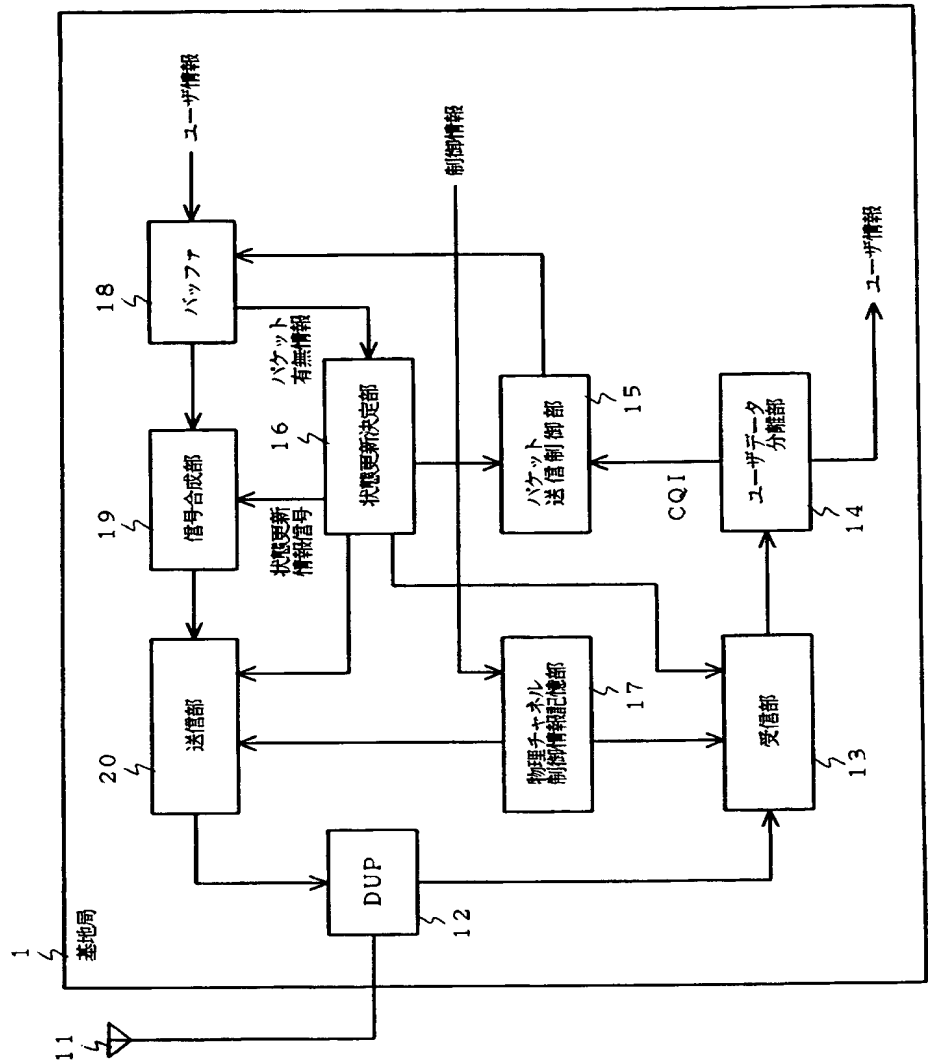 1
基地局
11
DUP
12
20
送信部
19
信号合成部
18
バッファ
ユーザ情報
状態更新
情報信号
16
状態更新決定部
パケット
有無情報
物理チャネル
制御情報記憶部
17
制御情報
パケット
送信制御部
15
CQI
受信部
13
ユーザデータ
分離部
14
ユーザ情報